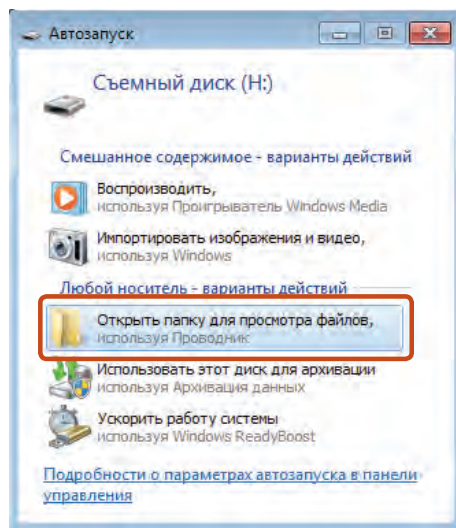 Автозапуск
Съемный диск (H:)
Смешанное содержимое - варианты действий
Воспроизводить,
используя Проигрыватель Windows Media
Импортировать изображения и видео,
используя Windows
Любой носитель - варианты действий
Открыть папку для просмотра файлов,
используя Проводник
Использовать этот диск для архивации
используя Архивация данных
Ускорить работу системы
используя Windows ReadyBoost
Подробности о параметрах автозапуска в панели
управления